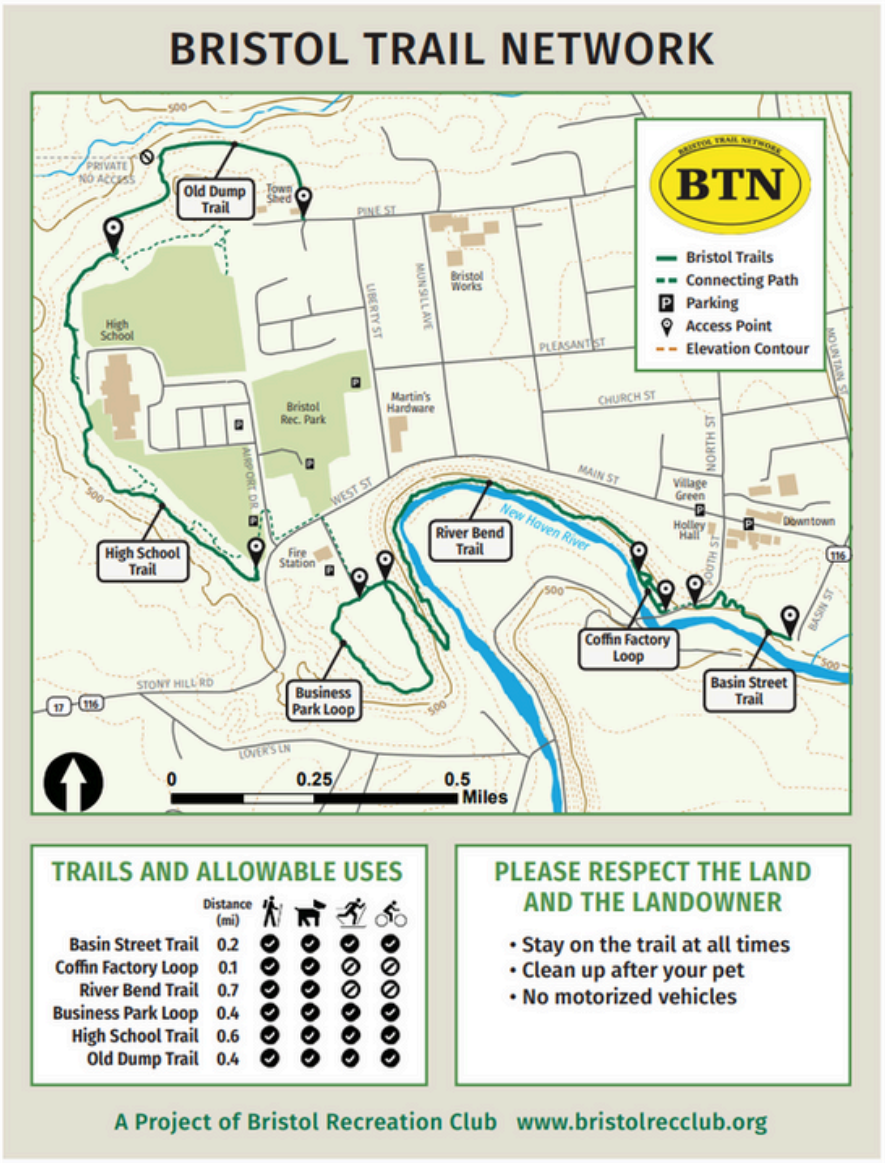 BRISTOL TRAIL NETWORK
500
PRIVATE
NO ACCESS
Old Dump
Trail
Town
Shed
PINE ST
BRISTOL TRAIL NETWORK
BTN
Bristol Trails
Connecting Path
P Parking
Access Point
Elevation Contour
Bristol
Works
LIBERTY ST
MUNSILL AVE
High
School
PLEASANT ST
MOUNTAIN ST
P
Bristol
Rec. Park
Martin's
Hardware
CHURCH ST
NORTH ST
P
P
AIRPORT DR
WEST ST
MAIN ST
500
Village
Green
P
P
Downtown
Holley
Hall
SOUTH ST
P
High School
Trail
River Bend
Trail
New Haven River
Fire
Station
P
116
500
BASIN ST
Coffin Factory
Loop
500
Basin Street
Trail
Business
Park Loop
STONY HILL RD
17
116
500
LOVER'S LN
0 0.25 0.5
Miles
TRAILS AND ALLOWABLE USES
Distance
(mi)
Basin Street Trail 0.2
Coffin Factory Loop 0.1
River Bend Trail 0.7
Business Park Loop 0.4
High School Trail 0.6
Old Dump Trail 0.4
PLEASE RESPECT THE LAND
AND THE LANDOWNER
• Stay on the trail at all times
• Clean up after your pet
• No motorized vehicles
A Project of Bristol Recreation Club www.bristolrecclub.org